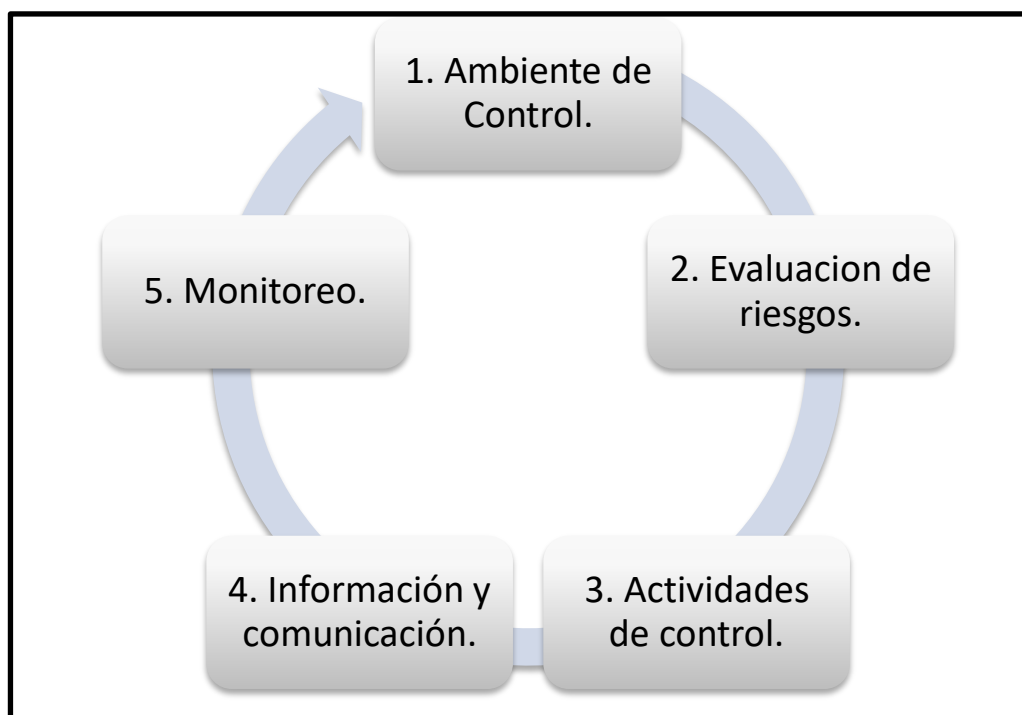 1. Ambiente de
Control.
2. Evaluacion de
riesgos.
3. Actividades
de control.
4. Información y
comunicación.
5. Monitoreo.